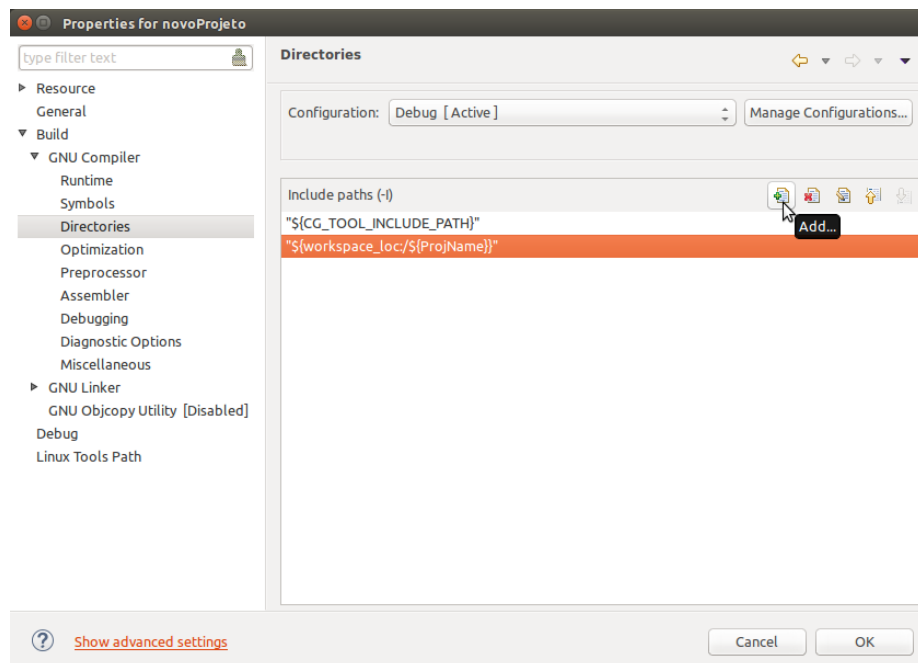 Properties for novoProjeto
type filter text
Resource
General
Build
GNU Compiler
Runtime
Symbols
Directories
Optimization
Preprocessor
Assembler
Debugging
Diagnostic Options
Miscellaneous
GNU Linker
GNU Objcopy Utility [Disabled]
Debug
Linux Tools Path
Directories
Configuration: Debug [ Active ] Manage Configurations...
Include paths (-I)
Add...
"${CG_TOOL_INCLUDE_PATH}"
"${workspace_loc:/${ProjName}}"
? Show advanced settings Cancel OK